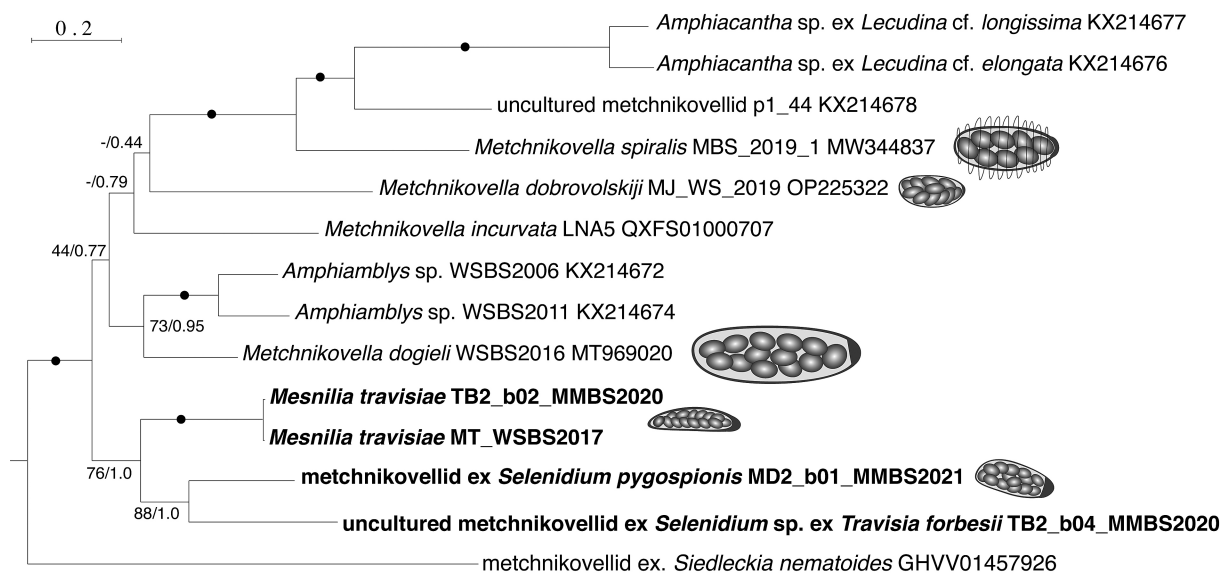 0.2
Amphiacantha sp. ex Lecudina cf. longissima KX214677
Amphiacantha sp. ex Lecudina cf. elongata KX214676
uncultured metchnikovellid p1_44 KX214678
-/0.44
Metchnikovella spiralis MBS_2019_1 MW344837
-/0.79
Metchnikovella dobrovolskiji MJ_WS_2019 OP225322
Metchnikovella incurvata LNA5 QXFS01000707
44/0.77
Amphiamblys sp. WSBS2006 KX214672
Amphiamblys sp. WSBS2011 KX214674
73/0.95
Metchnikovella dogieli WSBS2016 MT969020
Mesnilia travisiae TB2_b02_MMBS2020
Mesnilia travisiae MT_WSBS2017
76/1.0
metchnikovellid ex Selenidium pygospionis MD2_b01_MMBS2021
88/1.0
uncultured metchnikovellid ex Selenidium sp. ex Travisia forbesii TB2_b04_MMBS2020
metchnikovellid ex. Siedleckia nematoides GHVV01457926